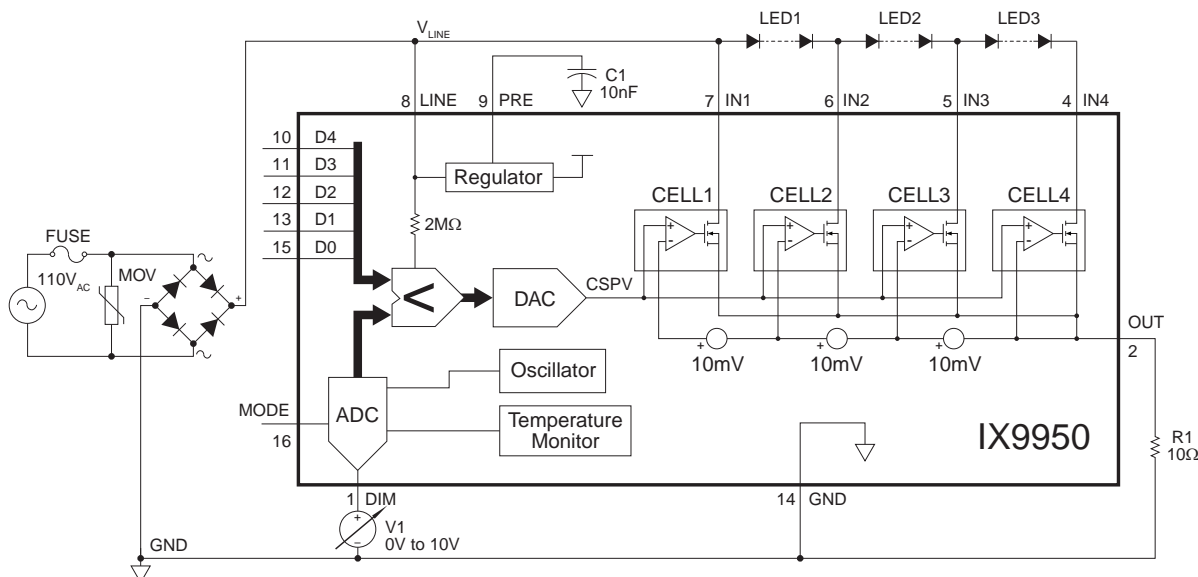 LED1 LED2 LED3
VLINE
C1
10nF
8 LINE 9 PRE 7 IN1 6 IN2 5 IN3 4 IN4
10 D4
11 D3
12 D2
13 D1
15 D0
Regulator
2MΩ
CELL1 CELL2 CELL3 CELL4
+ + + +
- - - -
FUSE
110VAC
MOV
~
- +
~
<
DAC
CSPV
OUT
2
+ + +
10mV 10mV 10mV
Oscillator
ADC
Temperature
Monitor
MODE
16
IX9950
R1
10Ω
1 DIM
14 GND
+
-
V1
0V to 10V
GND